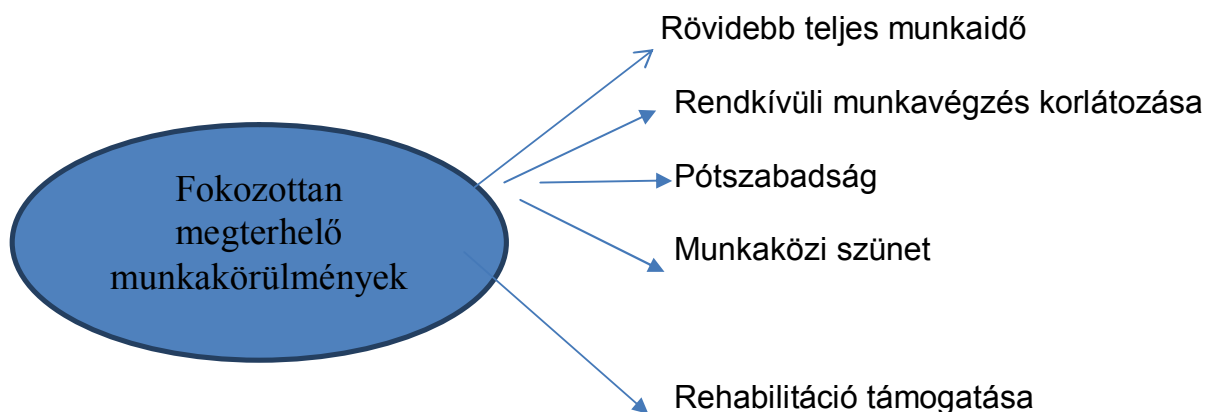 Rövidebb teljes munkaidő
Rendkívüli munkavégzés korlátozása
Pótszabadság
Munkaközi szünet
Rehabilitáció támogatása
Fokozottan
megterhelő
munkakörülmények